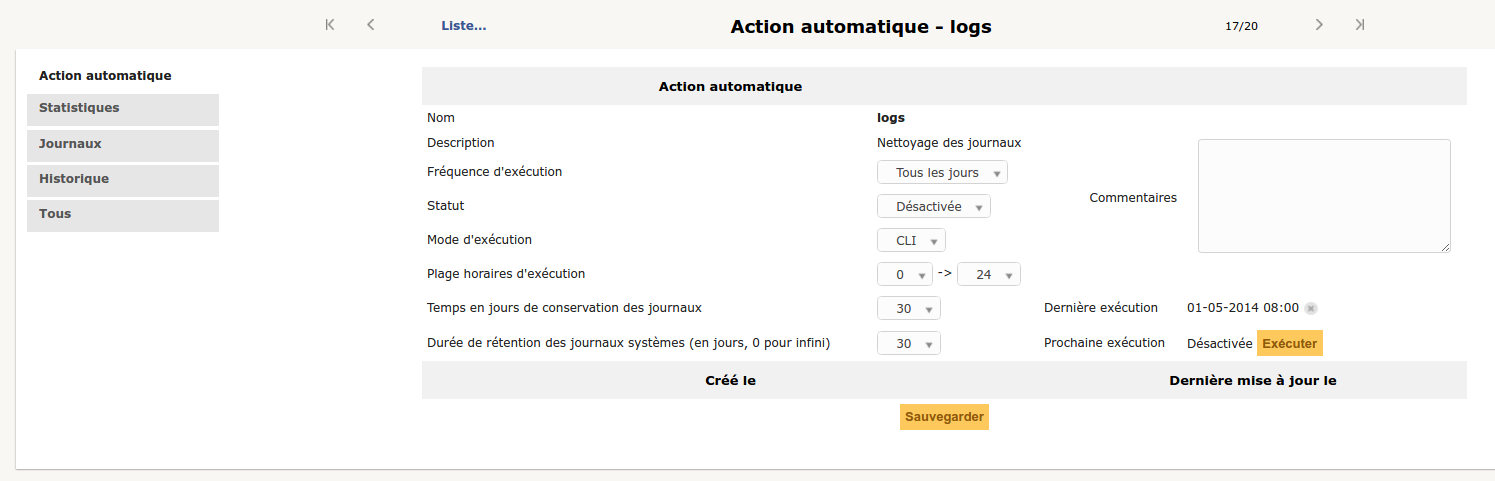 Liste...
Action automatique – logs
17/20
Action automatique
Statistiques
Journaux
Historique
Tous
Action automatique
Nom
logs
Description
Nettoyage des journaux
Fréquence d'exécution
Tous les jours
Commentaires
Statut
Désactivée
Mode d'exécution
CLI
Plage horaires d'exécution
0 -> 24
Temps en jours de conservation des journaux
30
Dernière exécution
01-05-2014 08:00
Durée de rétention des journaux systèmes (en jours, 0 pour infini)
30
Prochaine exécution
Désactivée
Exécuter
Créé le
Dernière mise à jour le
Sauvegarder